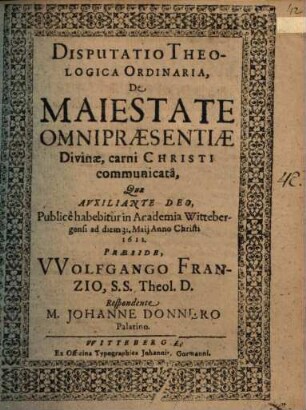 DISPUTATIO THEO-
LOGICA ORDINARIA,
De
MAIESTATE
OMNIPRÆSENTIÆ
Divinæ, carni CHRISTI
communicatâ,
Quæ
AVXILIANTE DEO,
Publicè habebitur in Academia Witteber-
gensi ad diem 31. Maij Anno Christi
1611.
PRÆSIDE,
VVOLFGANGO FRAN-
ZIO, S.S. Theol. D.
Respondente
M. JOHANNE DONNERO
Palatino.
WITTEBERGÆ,
Ex Officina Typographica Johannis Gormanni.